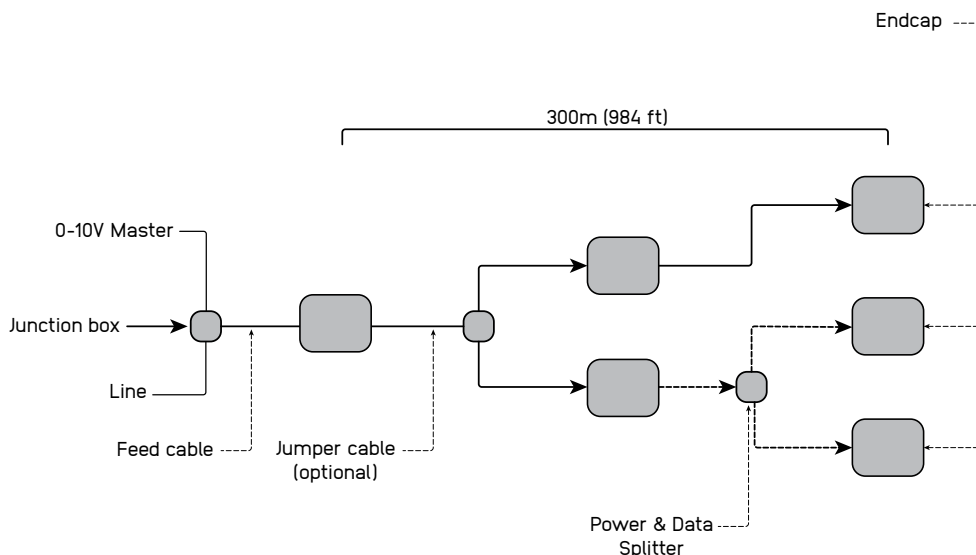 Endcap
300m (984 ft)
0-10V Master
Junction box
Line
Feed cable
Jumper cable
(optional)
Power & Data
Splitter